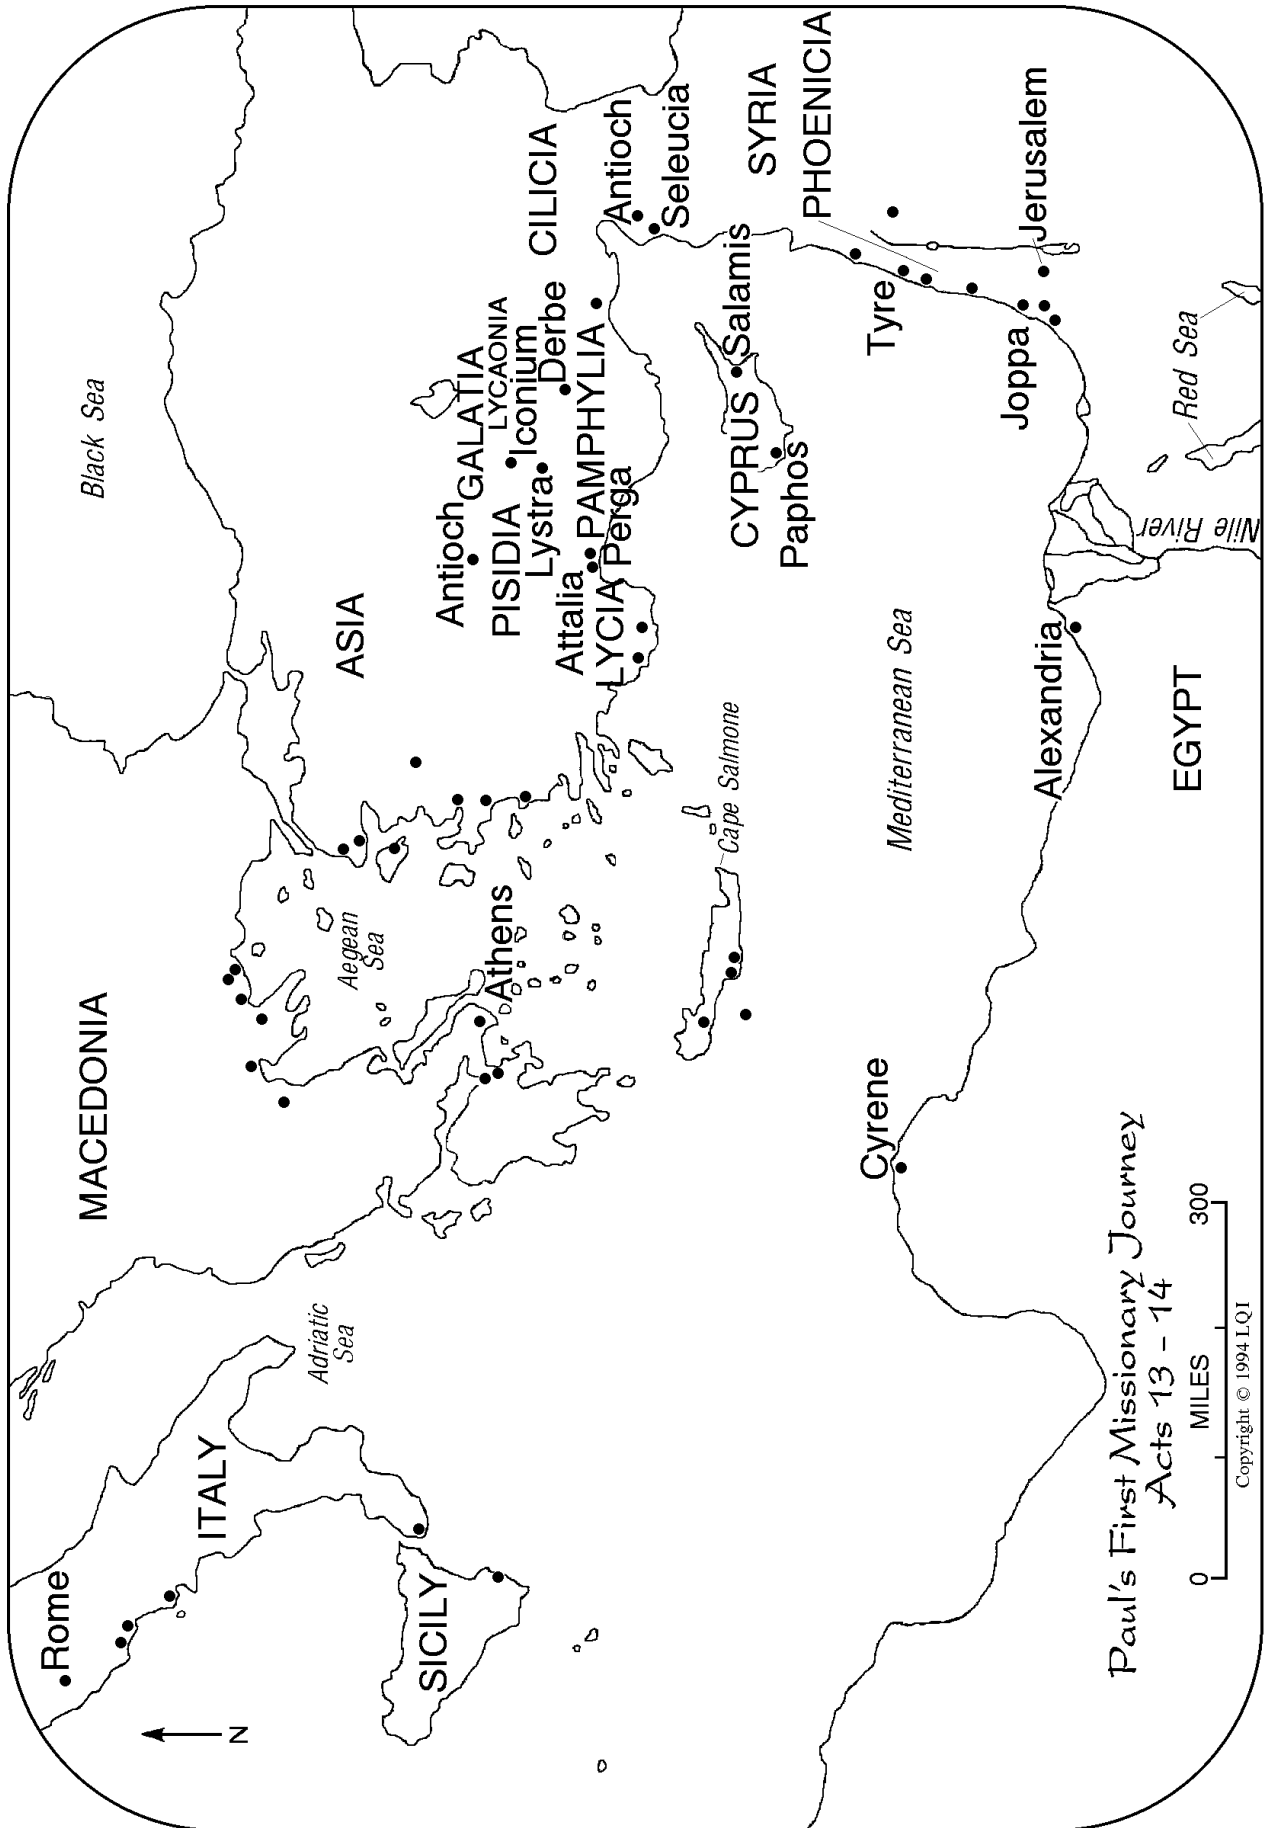 Rome
ITALY
SICILY
N
Adriatic
Sea
MACEDONIA
Aegean
Sea
Athens
Black Sea
ASIA
Antioch
GALATIA
LYCAONIA
PISIDIA
Iconium
Lystra
Derbe
CILICIA
Attalia
PAMPHYLIA
LYCIA
Perga
Antioch
Seleucia
Cape Salmone
CYPRUS
Salamis
Paphos
SYRIA
PHOENICIA
Mediterranean Sea
Tyre
Cyrene
Joppa
Jerusalem
Alexandria
EGYPT
Nile River
Red Sea
Paul's First Missionary Journey
Acts 13 - 14
0
300
MILES
Copyright © 1994 LQI